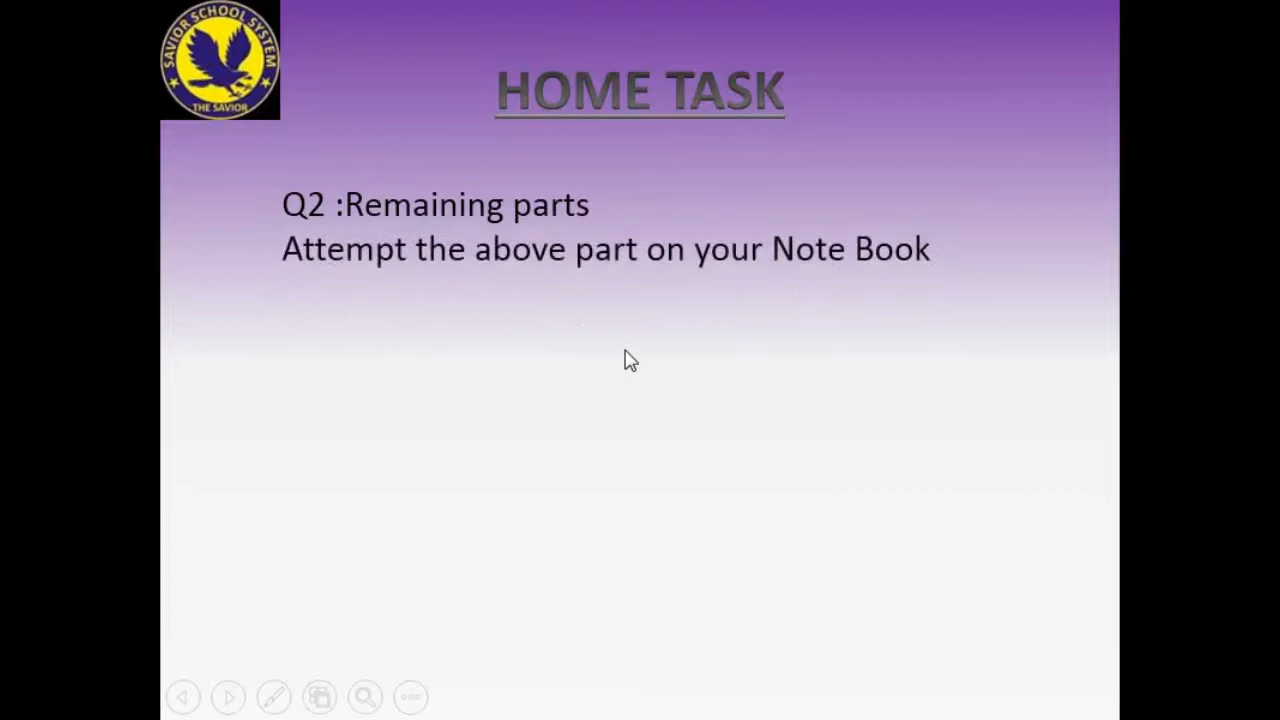 SAVIOR SCHOOL SYSTEM
THE SAVIOR
HOME TASK
Q2 :Remaining parts
Attempt the above part on your Note Book